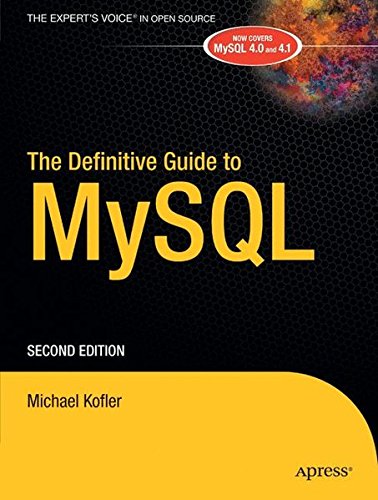 THE EXPERT'S VOICE® IN OPEN SOURCE
NOW COVERS
MySQL 4.0 and 4.1
The Definitive Guide to
MySQL
SECOND EDITION
Michael Kofler
Apress®